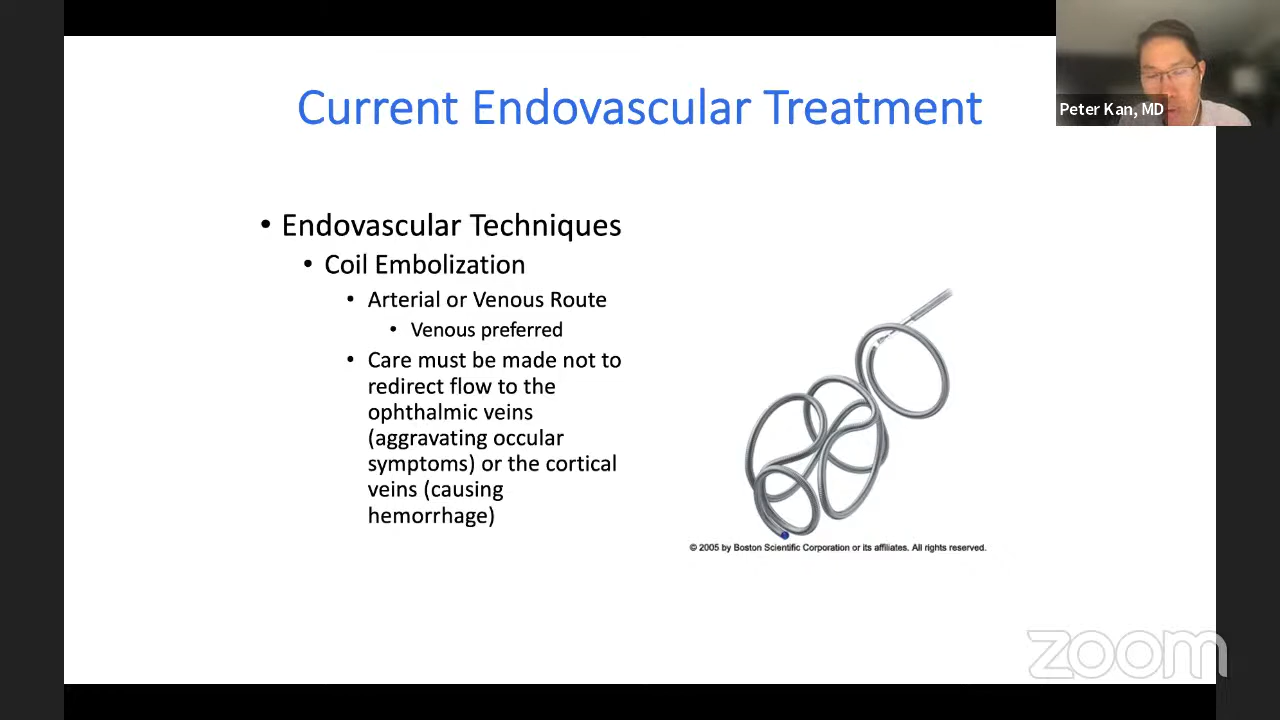 Current Endovascular Treatment
Peter Kan, MD
• Endovascular Techniques
• Coil Embolization
• Arterial or Venous Route
• Venous preferred
• Care must be made not to
redirect flow to the
ophthalmic veins
(aggravating occular
symptoms) or the cortical
veins (causing
hemorrhage)
© 2005 by Boston Scientific Corporation or its affiliates. All rights reserved.
zoom